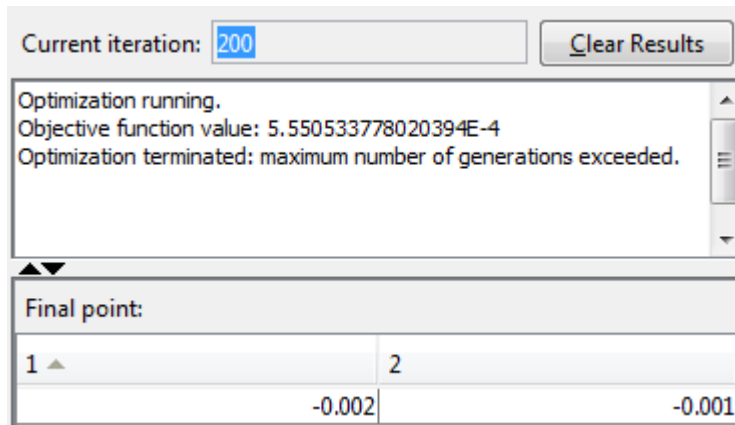 Current iteration: 200 Clear Results
Optimization running.
Objective function value: 5.550533778020394E-4
Optimization terminated: maximum number of generations exceeded.
Final point:
1 2
-0.002 -0.001